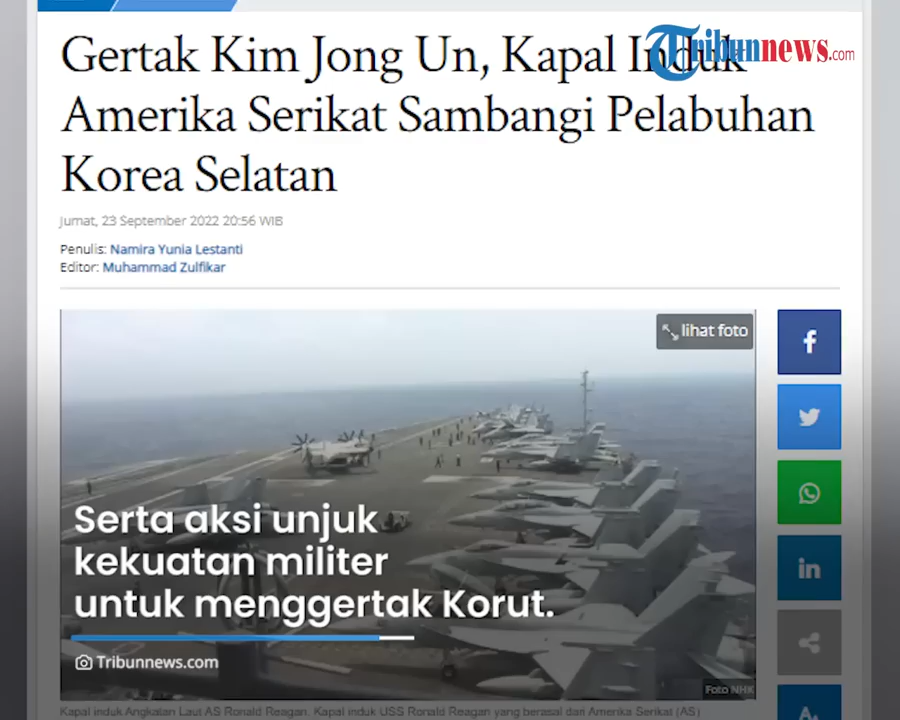 Gertak Kim Jong Un, Kapal Induk
Tribunnews.com
Amerika Serikat Sambangi Pelabuhan
Korea Selatan
Jumat, 23 September 2022 20:56 WIB
Penulis: Namira Yunia Lestanti
Editor: Muhammad Zulfikar
lihat foto
Serta aksi unjuk
kekuatan militer
untuk menggertak Korut.
Tribunnews.com
Foto NHK
Kapal induk Angkatan Laut AS Ronald Reagan. Kapal induk USS Ronald Reagan yang berasal dari Amerika Serikat (AS)